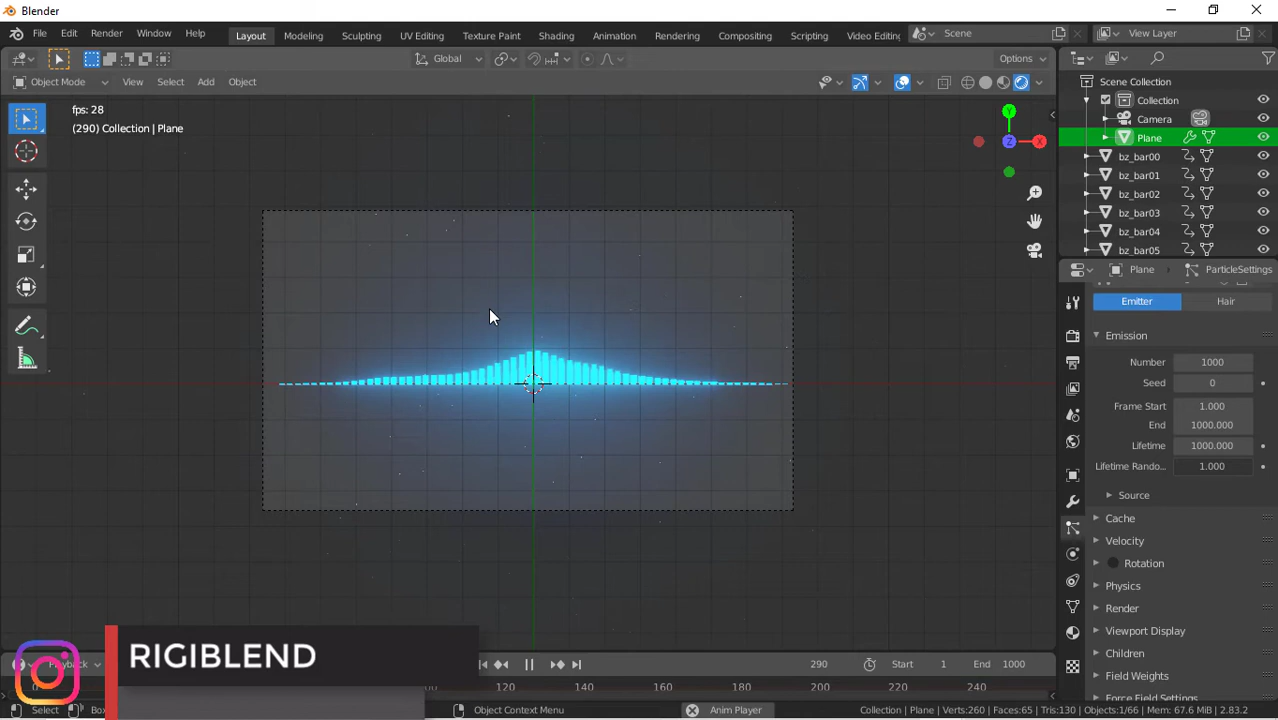 Blender
File Edit Render Window Help
Layout Modeling Sculpting UV Editing Texture Paint Shading Animation Rendering Compositing Scripting Video Editing
Scene
View Layer
Global
Options
Object Mode View Select Add Object
fps: 28
(290) Collection | Plane
Y
Z
X
Scene Collection
Collection
Camera
Plane
bz_bar00
bz_bar01
bz_bar02
bz_bar03
bz_bar04
bz_bar05
Plane ParticleSettings
Emitter Hair
Emission
Number 1000
Seed 0
Frame Start 1.000
End 1000.000
Lifetime 1000.000
Lifetime Rando... 1.000
Source
Cache
Velocity
Rotation
Physics
Render
Viewport Display
Children
Field Weights
Force Field Settings
RIGIBLEND
Playback
290 Start 1 End 1000
120 140 160 180 200 220 240
Select
Object Context Menu
Anim Player
Collection | Plane | Verts:260 | Faces:65 | Tris:130 | Objects:1/66 | Mem: 67.6 MiB | 2.83.2